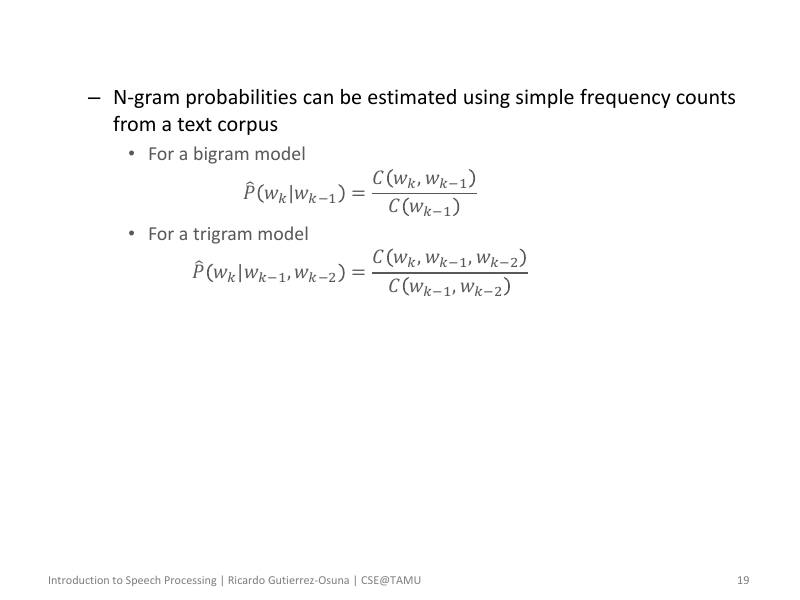 – N-gram probabilities can be estimated using simple frequency counts
from a text corpus
• For a bigram model
P̂(w_k|w_{k−1}) = C(w_k, w_{k−1}) / C(w_{k−1})
• For a trigram model
P̂(w_k|w_{k−1}, w_{k−2}) = C(w_k, w_{k−1}, w_{k−2}) / C(w_{k−1}, w_{k−2})
Introduction to Speech Processing | Ricardo Gutierrez-Osuna | CSE@TAMU 19